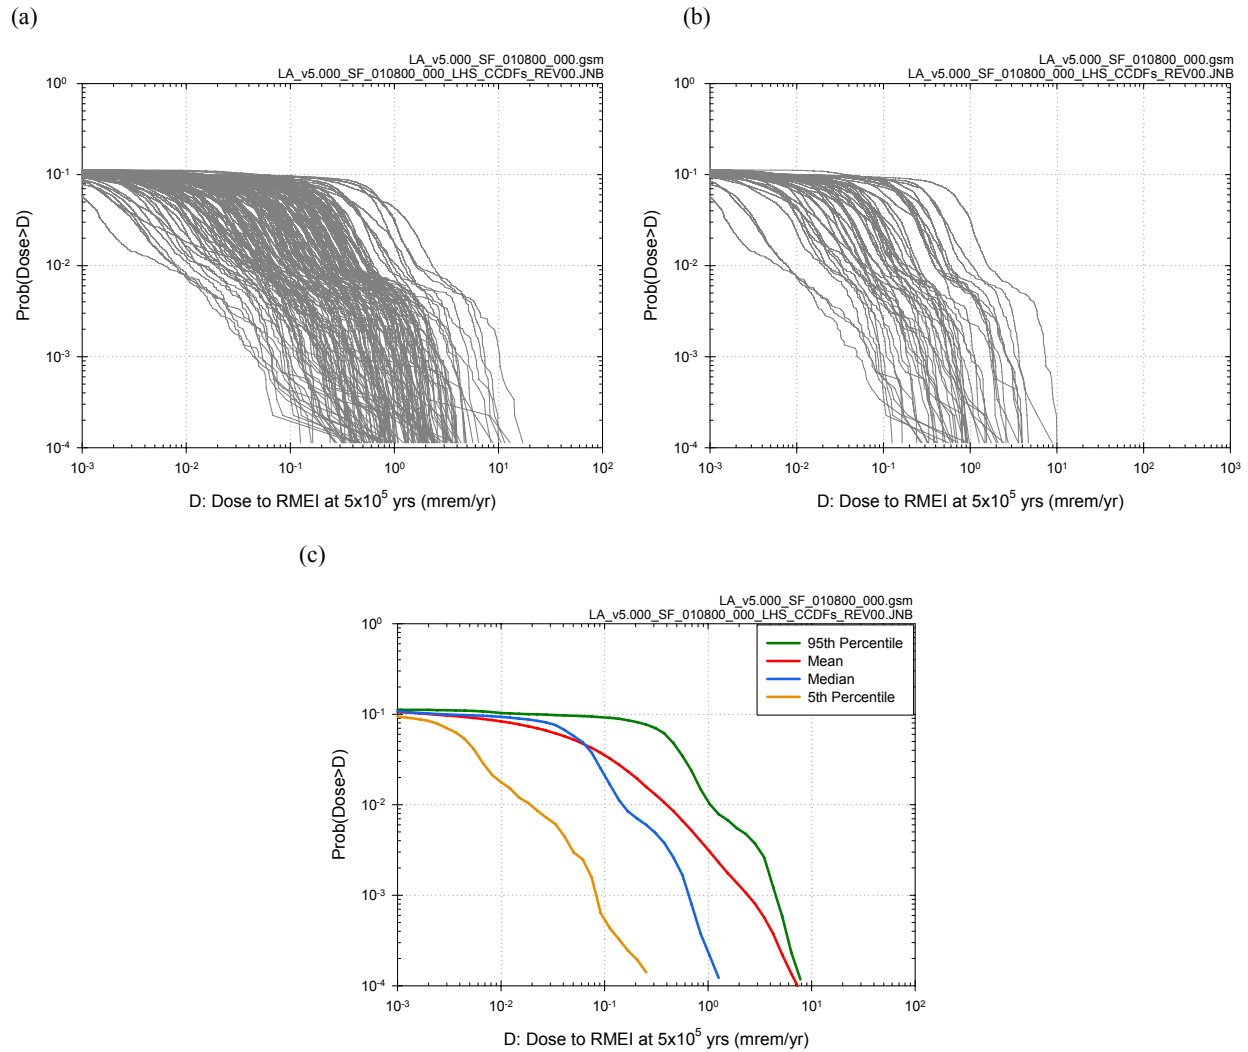 (a)
(b)
LA_v5.000_SF_010800_000.gsm
LA_v5.000_SF_010800_000_LHS_CCDFs_REV00.JNB
10⁰
10⁻¹
10⁻²
10⁻³
10⁻⁴
Prob(Dose>D)
10⁻³ 10⁻² 10⁻¹ 10⁰ 10¹ 10²
D: Dose to RMEI at 5x10⁵ yrs (mrem/yr)
LA_v5.000_SF_010800_000.gsm
LA_v5.000_SF_010800_000_LHS_CCDFs_REV00.JNB
10⁰
10⁻¹
10⁻²
10⁻³
10⁻⁴
Prob(Dose>D)
10⁻³ 10⁻² 10⁻¹ 10⁰ 10¹ 10² 10³
D: Dose to RMEI at 5x10⁵ yrs (mrem/yr)
(c)
LA_v5.000_SF_010800_000.gsm
LA_v5.000_SF_010800_000_LHS_CCDFs_REV00.JNB
95th Percentile
Mean
Median
5th Percentile
10⁰
10⁻¹
10⁻²
10⁻³
10⁻⁴
Prob(Dose>D)
10⁻³ 10⁻² 10⁻¹ 10⁰ 10¹ 10²
D: Dose to RMEI at 5x10⁵ yrs (mrem/yr)